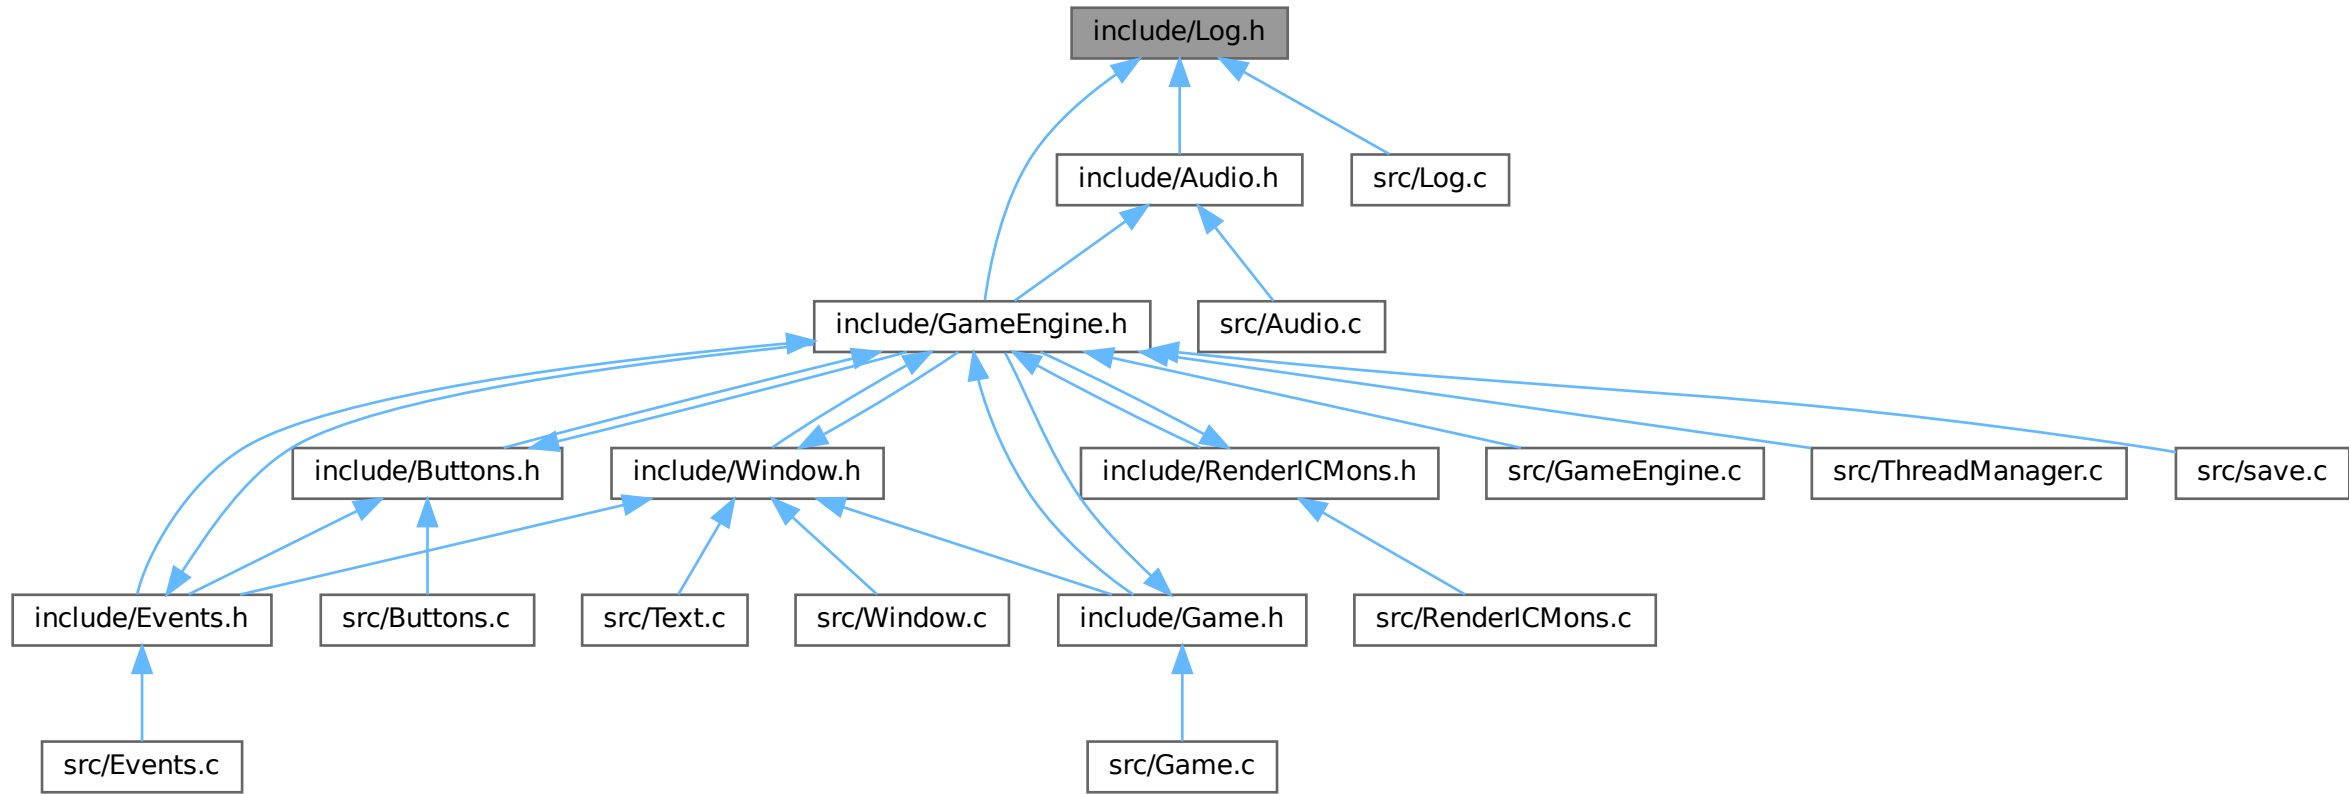 include/Log.h
include/Audio.h
src/Log.c
include/GameEngine.h
src/Audio.c
include/Buttons.h
include/Window.h
include/RenderICMons.h
src/GameEngine.c
src/ThreadManager.c
src/save.c
include/Events.h
src/Buttons.c
src/Text.c
src/Window.c
include/Game.h
src/RenderICMons.c
src/Events.c
src/Game.c